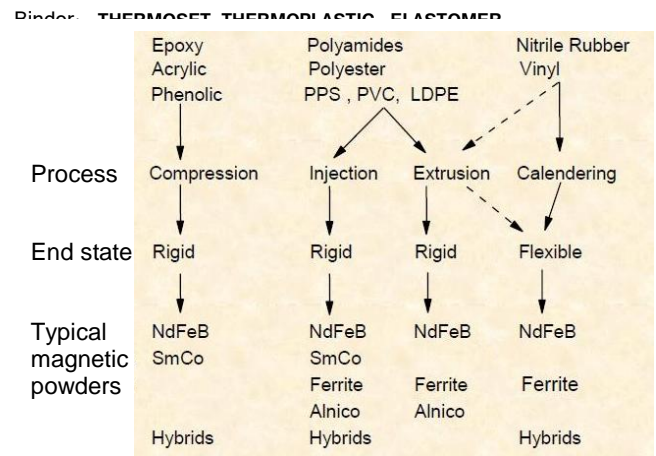 Binder: THERMOSET THERMOPLASTIC ELASTOMER
Epoxy Polyamides Nitrile Rubber
Acrylic Polyester Vinyl
Phenolic PPS , PVC, LDPE
Process Compression Injection Extrusion Calendering
End state Rigid Rigid Rigid Flexible
Typical NdFeB NdFeB NdFeB NdFeB
magnetic SmCo SmCo
powders Ferrite Ferrite Ferrite
Alnico Alnico
Hybrids Hybrids Hybrids